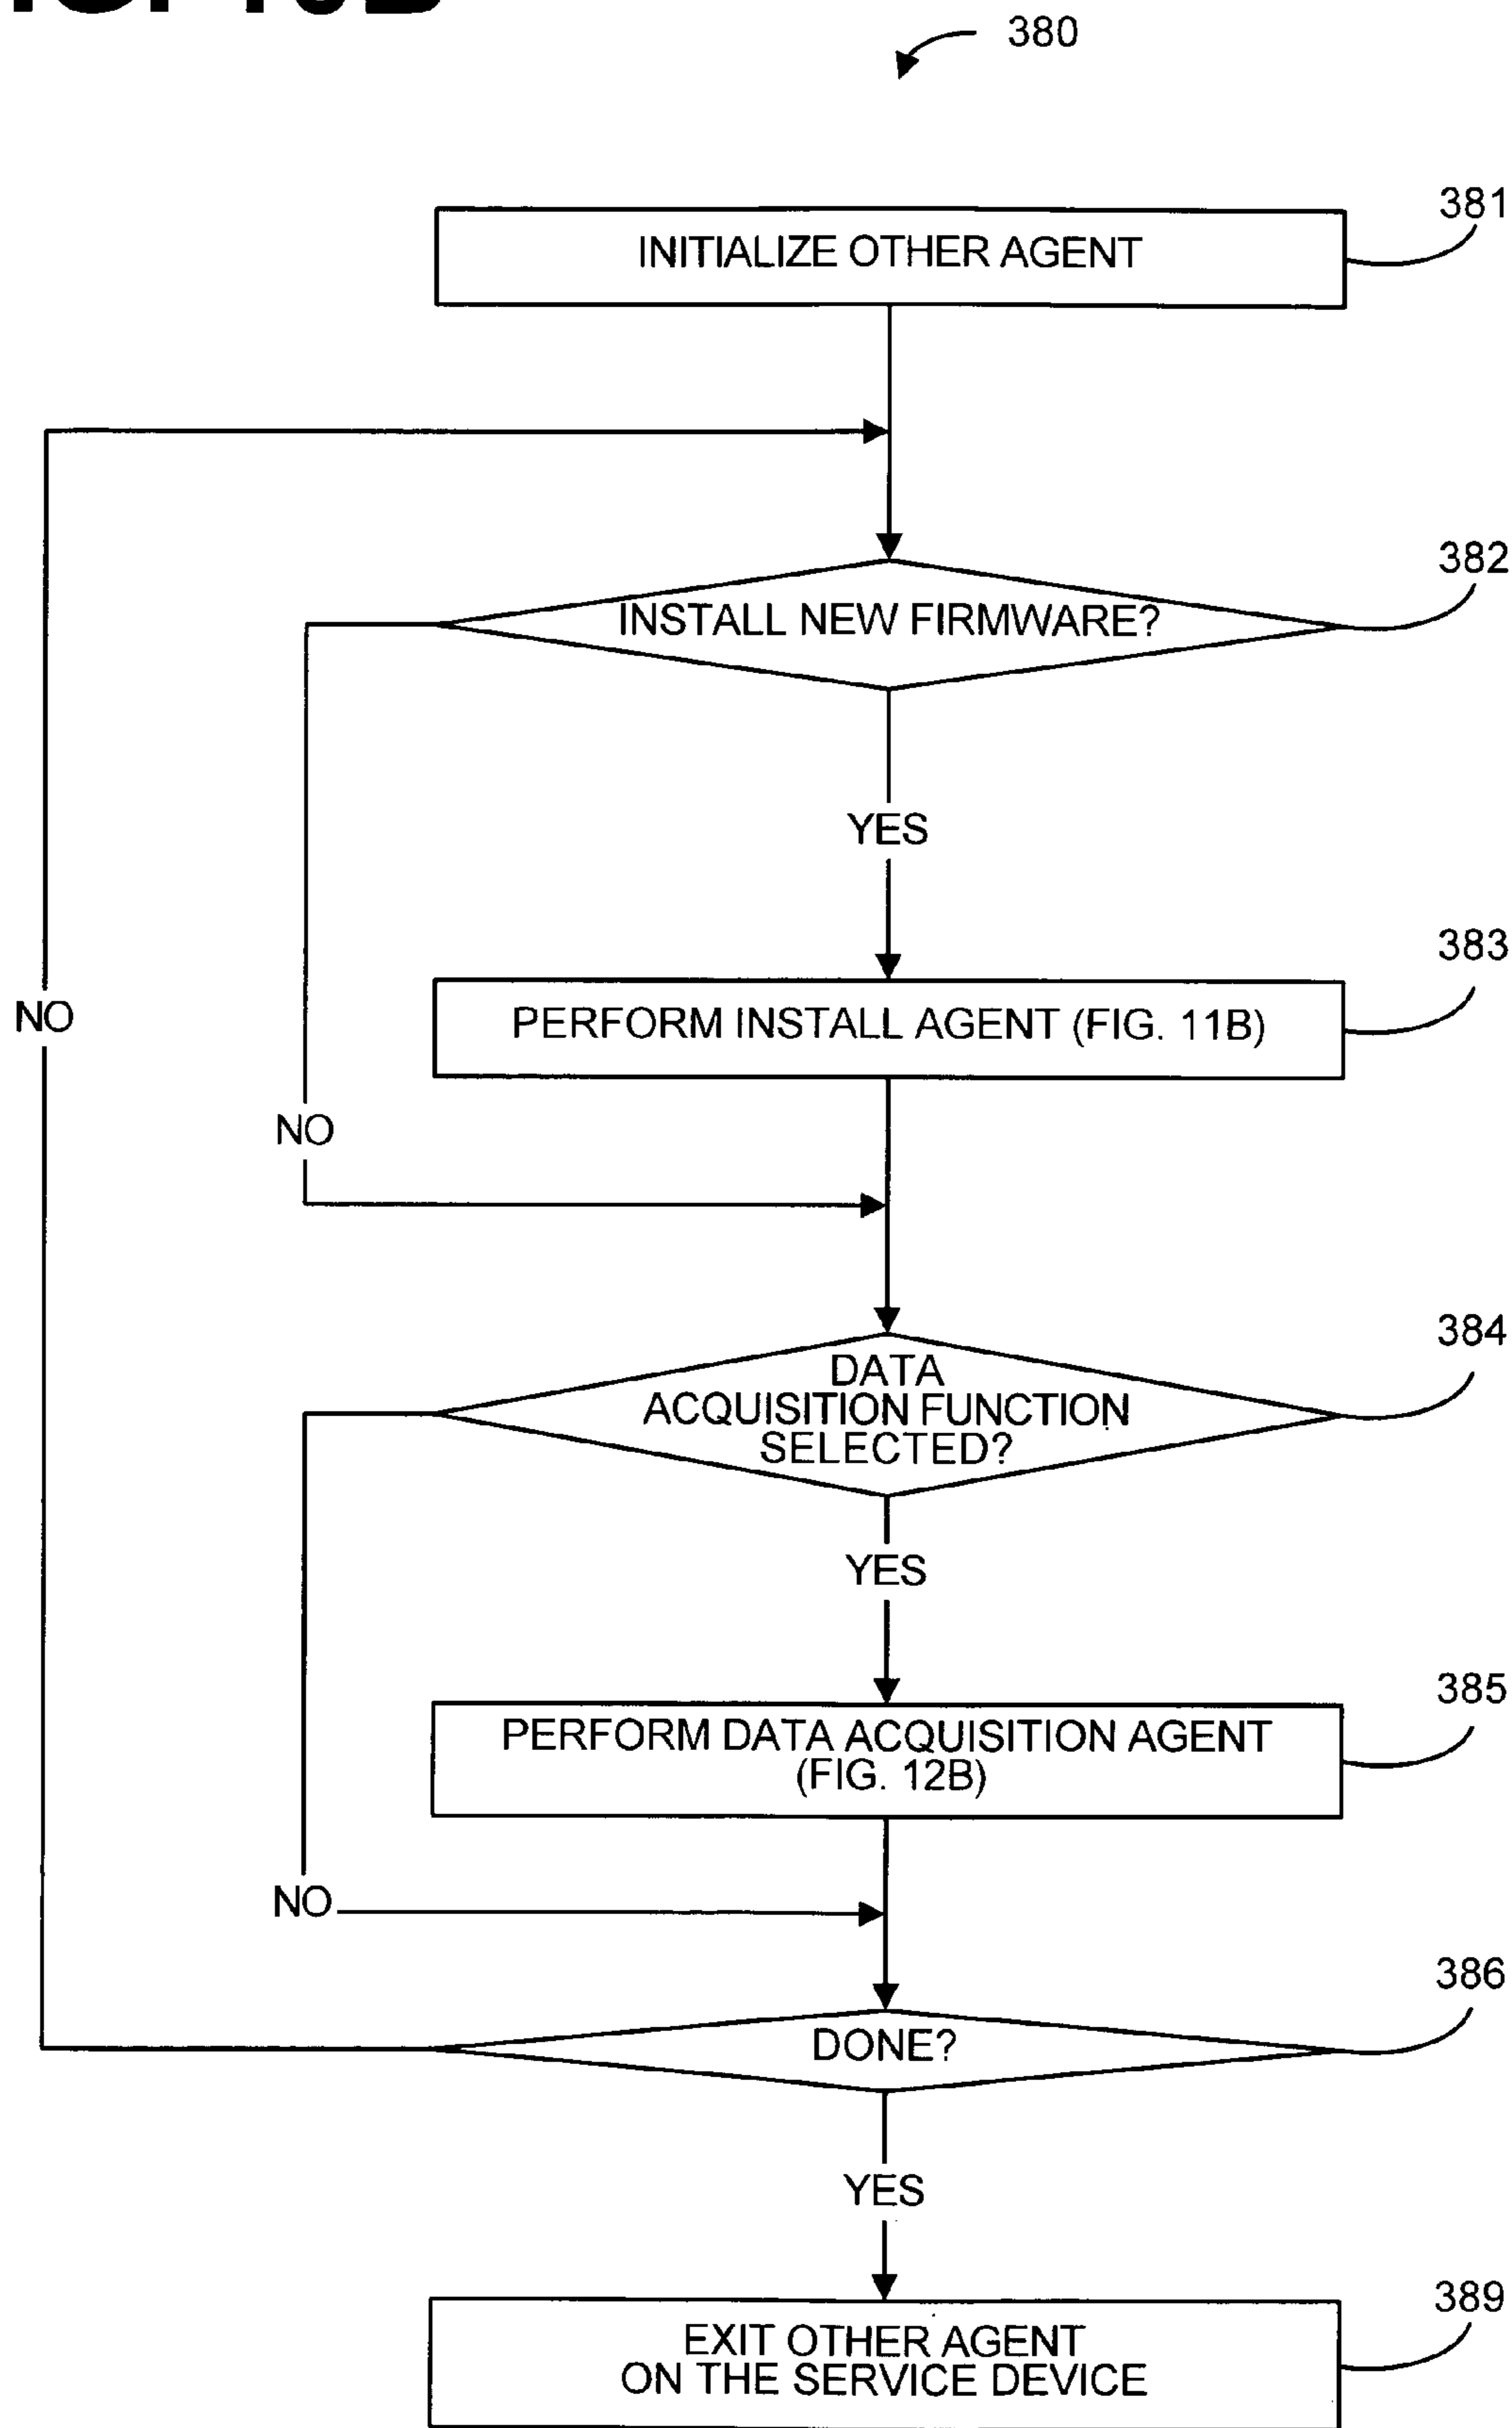 380
381
INITIALIZE OTHER AGENT
382
INSTALL NEW FIRMWARE?
YES
383
PERFORM INSTALL AGENT (FIG. 11B)
NO
NO
384
DATA
ACQUISITION FUNCTION
SELECTED?
YES
385
PERFORM DATA ACQUISITION AGENT
(FIG. 12B)
NO
386
DONE?
YES
389
EXIT OTHER AGENT
ON THE SERVICE DEVICE